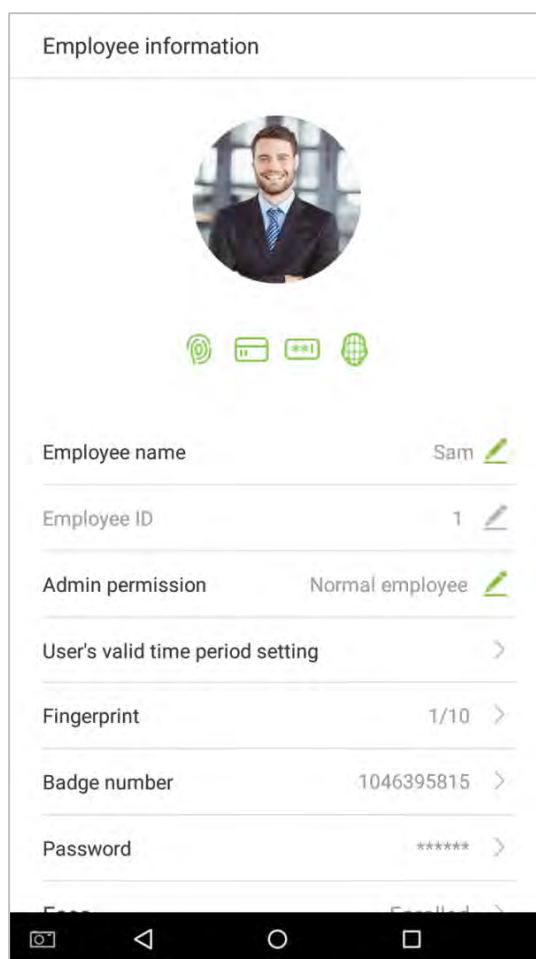 Employee information
**I
Employee name Sam
Employee ID 1
Admin permission Normal employee
User's valid time period setting
Fingerprint 1/10
Badge number 1046395815
Password ******